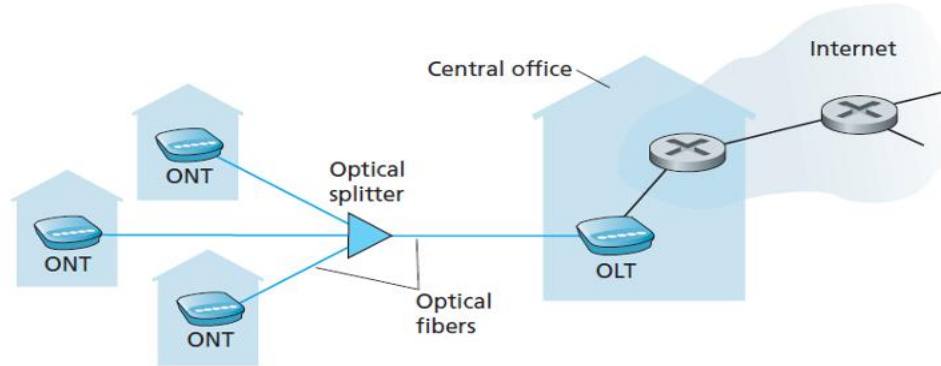 Internet
Central office
ONT
Optical
splitter
ONT
OLT
Optical
fibers
ONT